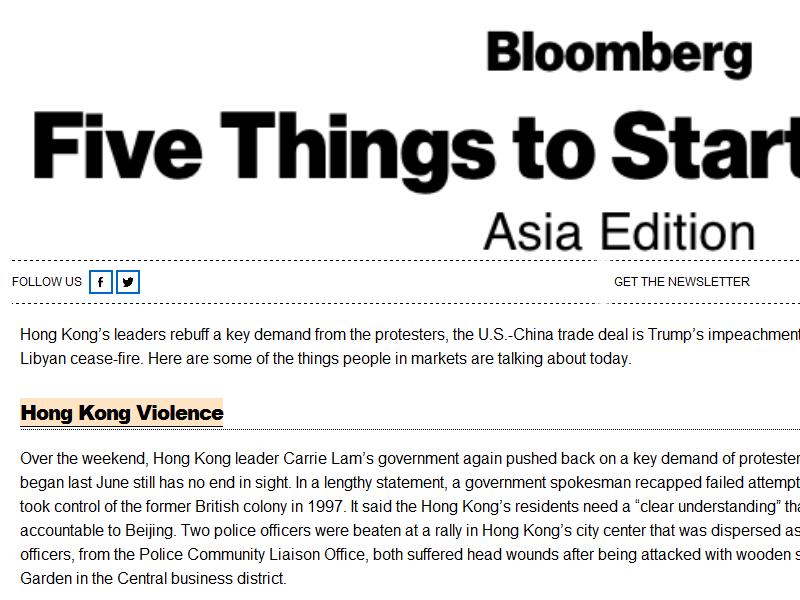 Bloomberg
Five Things to Start
Asia Edition
FOLLOW US
GET THE NEWSLETTER
Hong Kong’s leaders rebuff a key demand from the protesters, the U.S.-China trade deal is Trump’s impeachment
Libyan cease-fire. Here are some of the things people in markets are talking about today.
Hong Kong Violence
Over the weekend, Hong Kong leader Carrie Lam’s government again pushed back on a key demand of protester
began last June still has no end in sight. In a lengthy statement, a government spokesman recapped failed attempt
took control of the former British colony in 1997. It said the Hong Kong’s residents need a “clear understanding” tha
accountable to Beijing. Two police officers were beaten at a rally in Hong Kong’s city center that was dispersed as
officers, from the Police Community Liaison Office, both suffered head wounds after being attacked with wooden s
Garden in the Central business district.